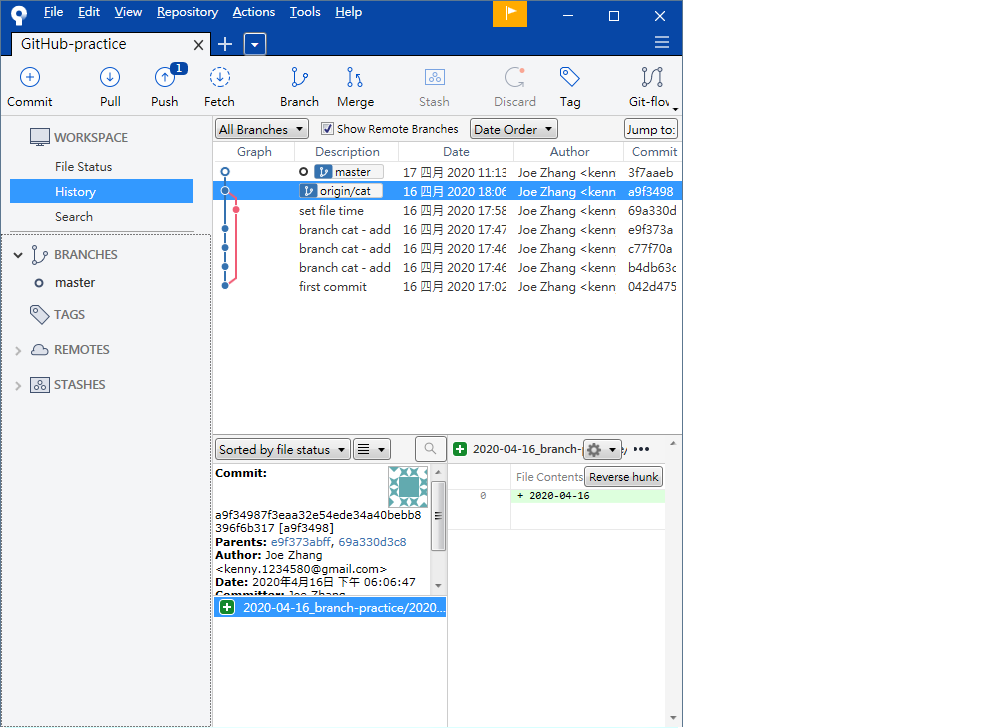 File Edit View Repository Actions Tools Help
GitHub-practice
1
Commit Pull Push Fetch Branch Merge Stash Discard Tag Git-flow
WORKSPACE
File Status
History
Search
BRANCHES
master
TAGS
REMOTES
STASHES
All Branches Show Remote Branches Date Order Jump to:
Graph Description Date Author Commit
master 17 四月 2020 11:13 Joe Zhang <kenn 3f7aaeb
origin/cat 16 四月 2020 18:06 Joe Zhang <kenn a9f3498
set file time 16 四月 2020 17:58 Joe Zhang <kenn 69a330d
branch cat - add 16 四月 2020 17:47 Joe Zhang <kenn e9f373a
branch cat - add 16 四月 2020 17:46 Joe Zhang <kenn c77f70a
branch cat - add 16 四月 2020 17:46 Joe Zhang <kenn b4db63c
first commit 16 四月 2020 17:02 Joe Zhang <kenn 042d475
Sorted by file status
Commit:
a9f34987f3eaa32e54ede34a40bebb8
396f6b317 [a9f3498]
Parents: e9f373abff, 69a330d3c8
Author: Joe Zhang
<kenny.1234580@gmail.com>
Date: 2020年4月16日 下午 06:06:47
Committer: Joe Zhang
2020-04-16_branch-practice/2020...
2020-04-16_branch-
File Contents Reverse hunk
0 + 2020-04-16